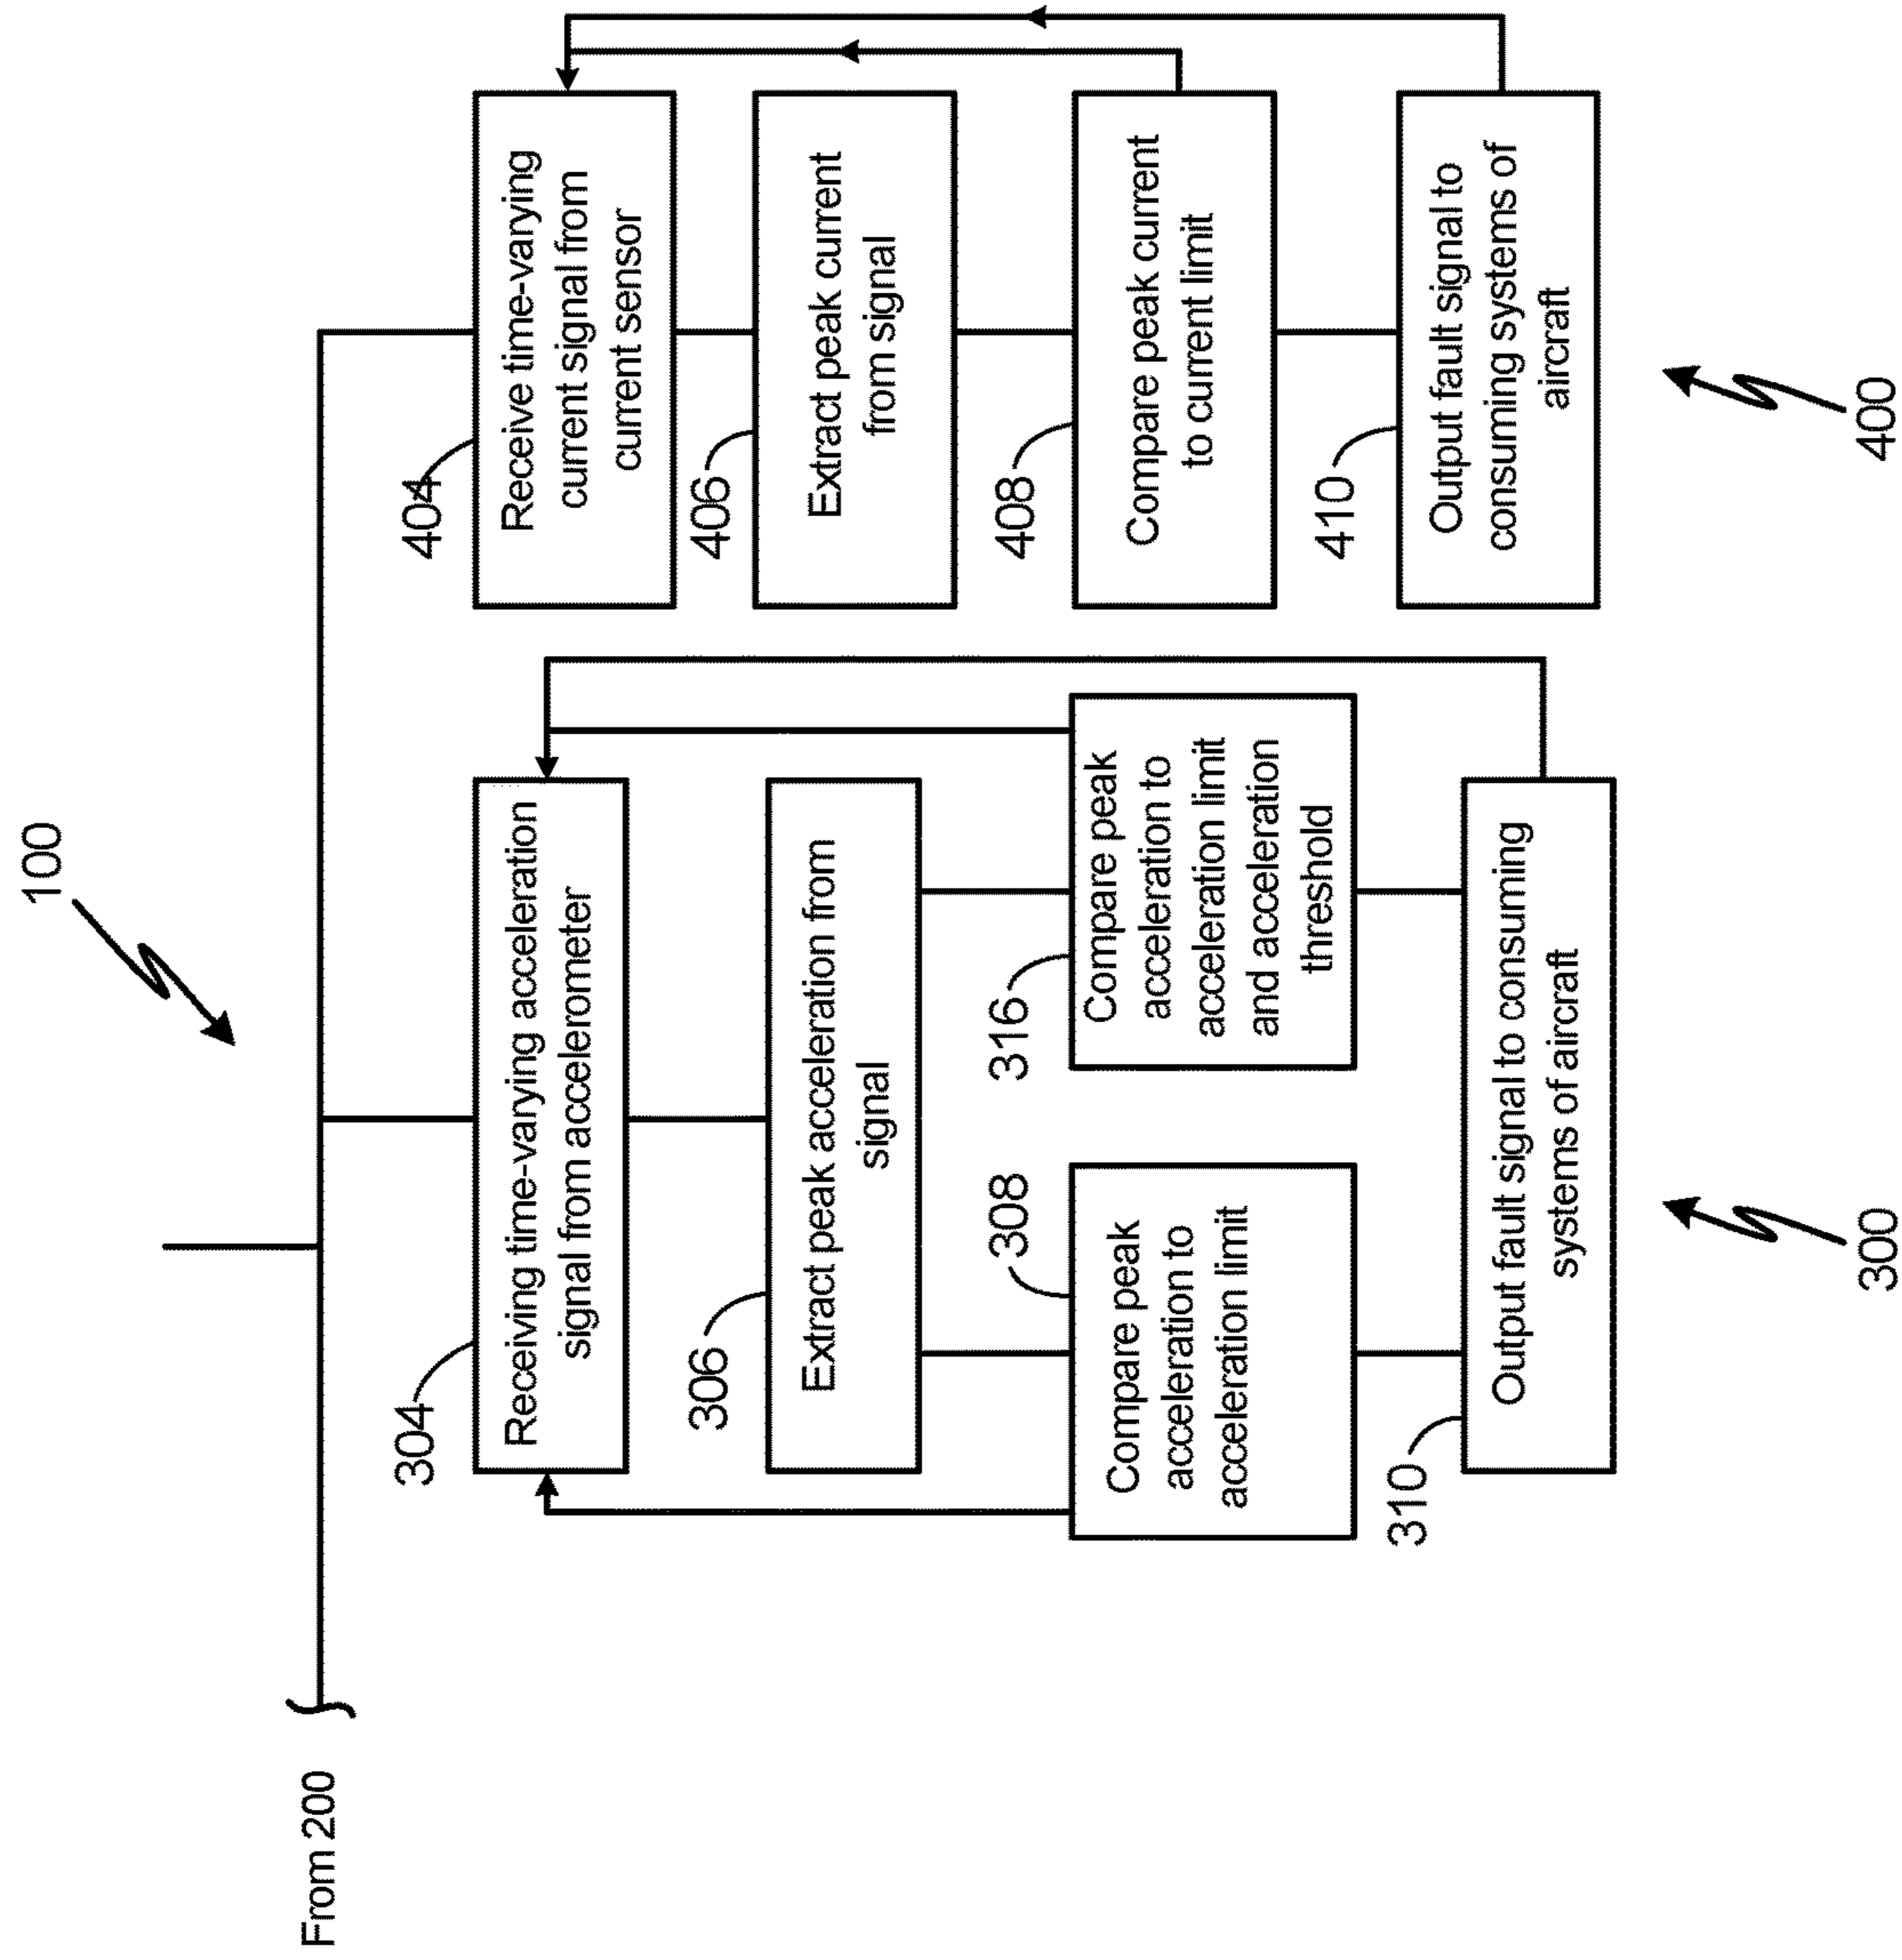 100
From 200
304
Receiving time-varying acceleration
signal from accelerometer
306
Extract peak acceleration from
signal
308
Compare peak
acceleration to
acceleration limit
316
Compare peak
acceleration to
acceleration limit
and acceleration
threshold
310
Output fault signal to consuming
systems of aircraft
300
404
Receive time-varying
current signal from
current sensor
406
Extract peak current
from signal
408
Compare peak current
to current limit
410
Output fault signal to
consuming systems of
aircraft
400